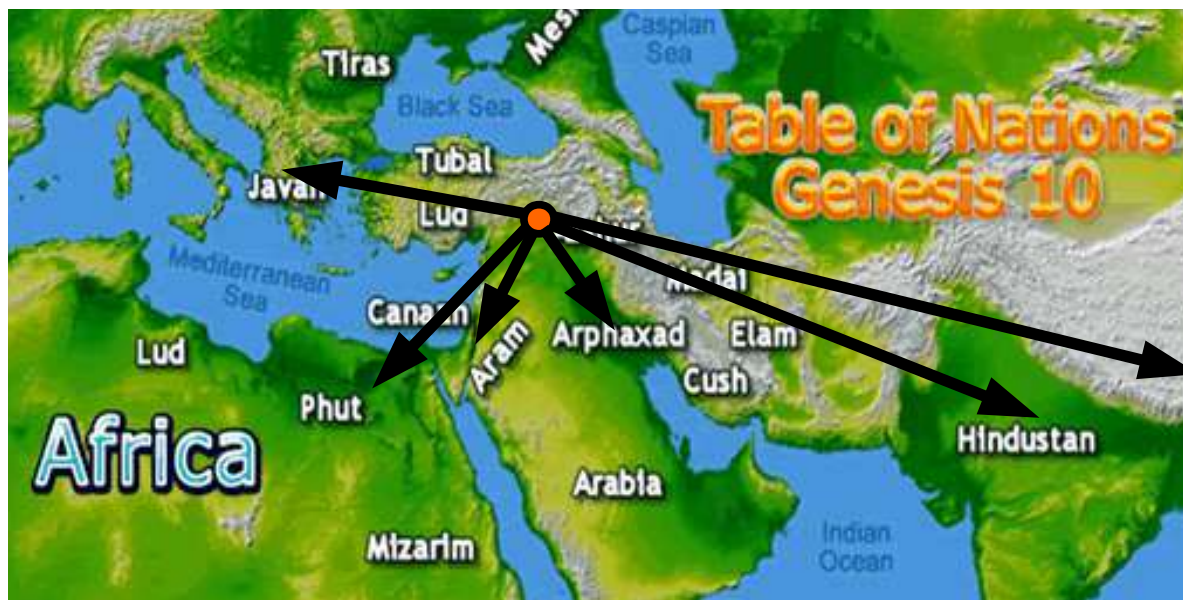 Caspian
Sea
Tiras
Black Sea
Table of Nations
Genesis 10
Tubal
Javan
Lud
Madai
Mediterranean
Sea
Canaan
Lud
Arphaxad
Elam
Aram
Cush
Phut
Africa
Hindustan
Arabia
Mizarim
Indian
Ocean